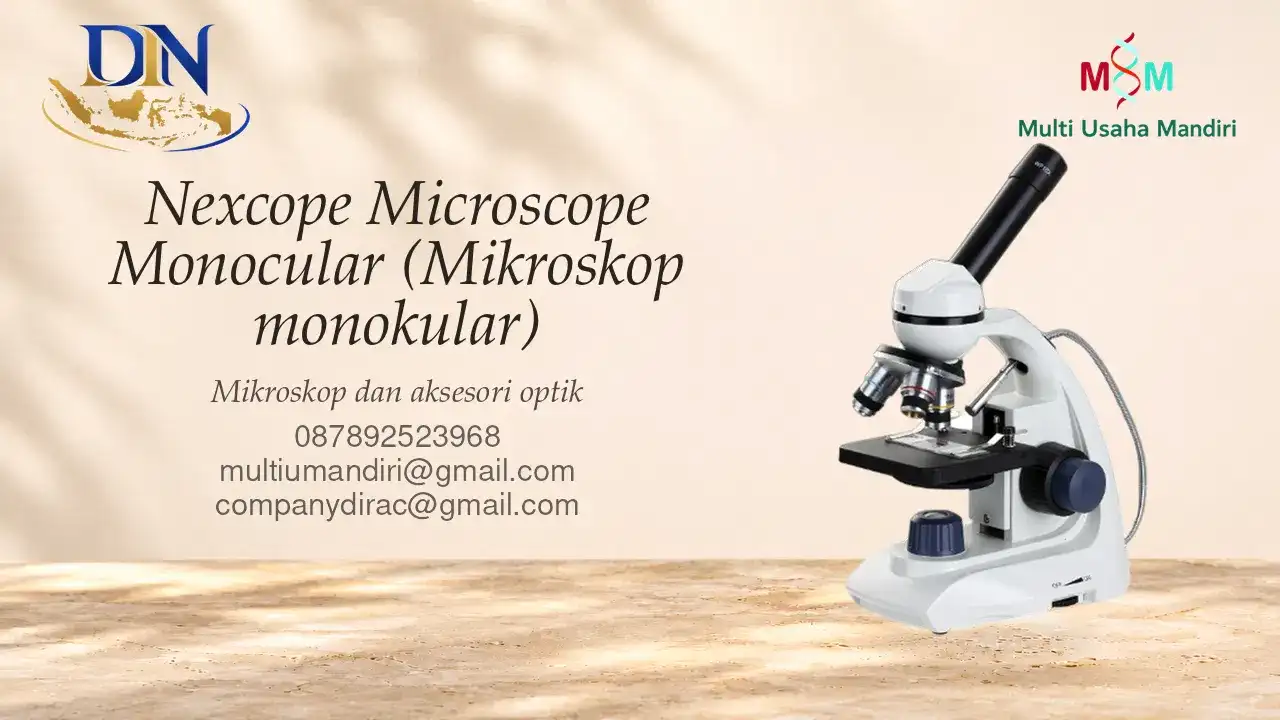 DIN
MSM
Multi Usaha Mandiri
Nexcope Microscope
Monocular (Mikroskop
monokular)
Mikroskop dan aksesori optik
087892523968
multiumandiri@gmail.com
companydirac@gmail.com